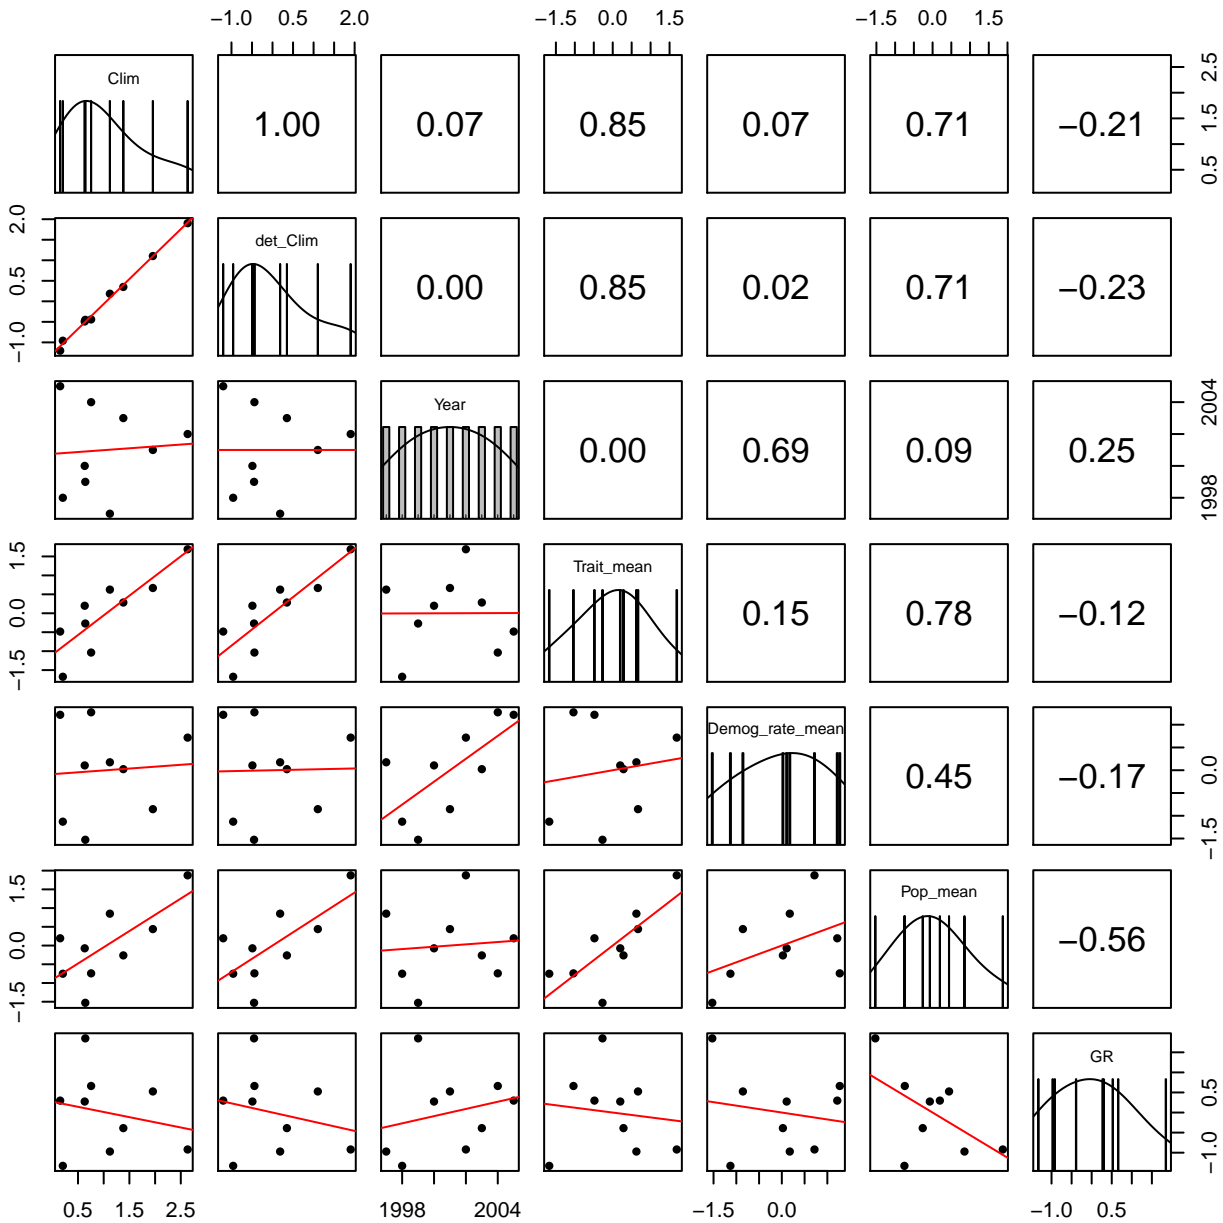 −1.0 0.5 2.0 −1.5 0.0 1.5 −1.5 0.0 1.5
Clim 1.00 0.07 0.85 0.07 0.71 −0.21 0.5 1.5 2.5
−1.0 0.5 2.0 det_Clim 0.00 0.85 0.02 0.71 −0.23
Year 0.00 0.69 0.09 0.25 1998 2004
−1.5 0.0 1.5 Trait_mean 0.15 0.78 −0.12
Demog_rate_mean 0.45 −0.17 −1.5 0.0
−1.5 0.0 1.5 Pop_mean −0.56
GR −1.0 0.5
0.5 1.5 2.5 1998 2004 −1.5 0.0 −1.0 0.5